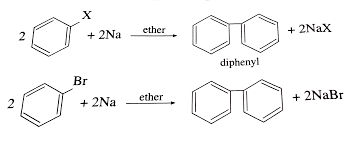 2 X + 2Na ether + 2NaX
diphenyl
2 Br + 2Na ether + 2NaBr